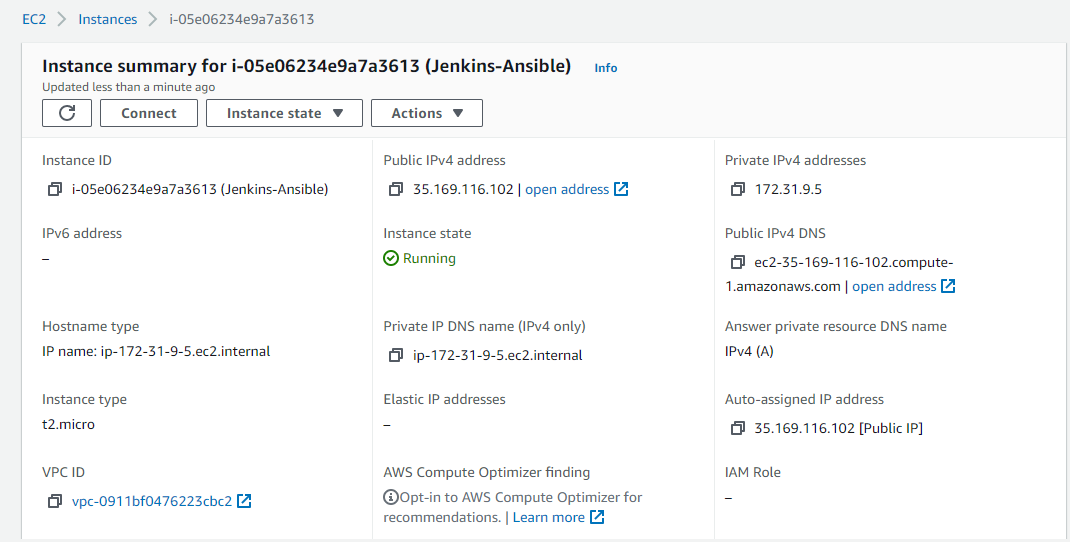 EC2 > Instances > i-05e06234e9a7a3613
Instance summary for i-05e06234e9a7a3613 (Jenkins-Ansible) Info
Updated less than a minute ago
Connect Instance state Actions
Instance ID
i-05e06234e9a7a3613 (Jenkins-Ansible)
Public IPv4 address
35.169.116.102 | open address
Private IPv4 addresses
172.31.9.5
IPv6 address
–
Instance state
Running
Public IPv4 DNS
ec2-35-169-116-102.compute-
1.amazonaws.com | open address
Hostname type
IP name: ip-172-31-9-5.ec2.internal
Private IP DNS name (IPv4 only)
ip-172-31-9-5.ec2.internal
Answer private resource DNS name
IPv4 (A)
Instance type
t2.micro
Elastic IP addresses
–
Auto-assigned IP address
35.169.116.102 [Public IP]
VPC ID
vpc-0911bf0476223cbc2
AWS Compute Optimizer finding
Opt-in to AWS Compute Optimizer for
recommendations. | Learn more
IAM Role
–